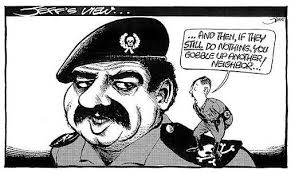 JEFF'S VIEW...
... AND THEN, IF THEY
STILL DO NOTHING, YOU
GOBBLE UP ANOTHER
NEIGHBOR...